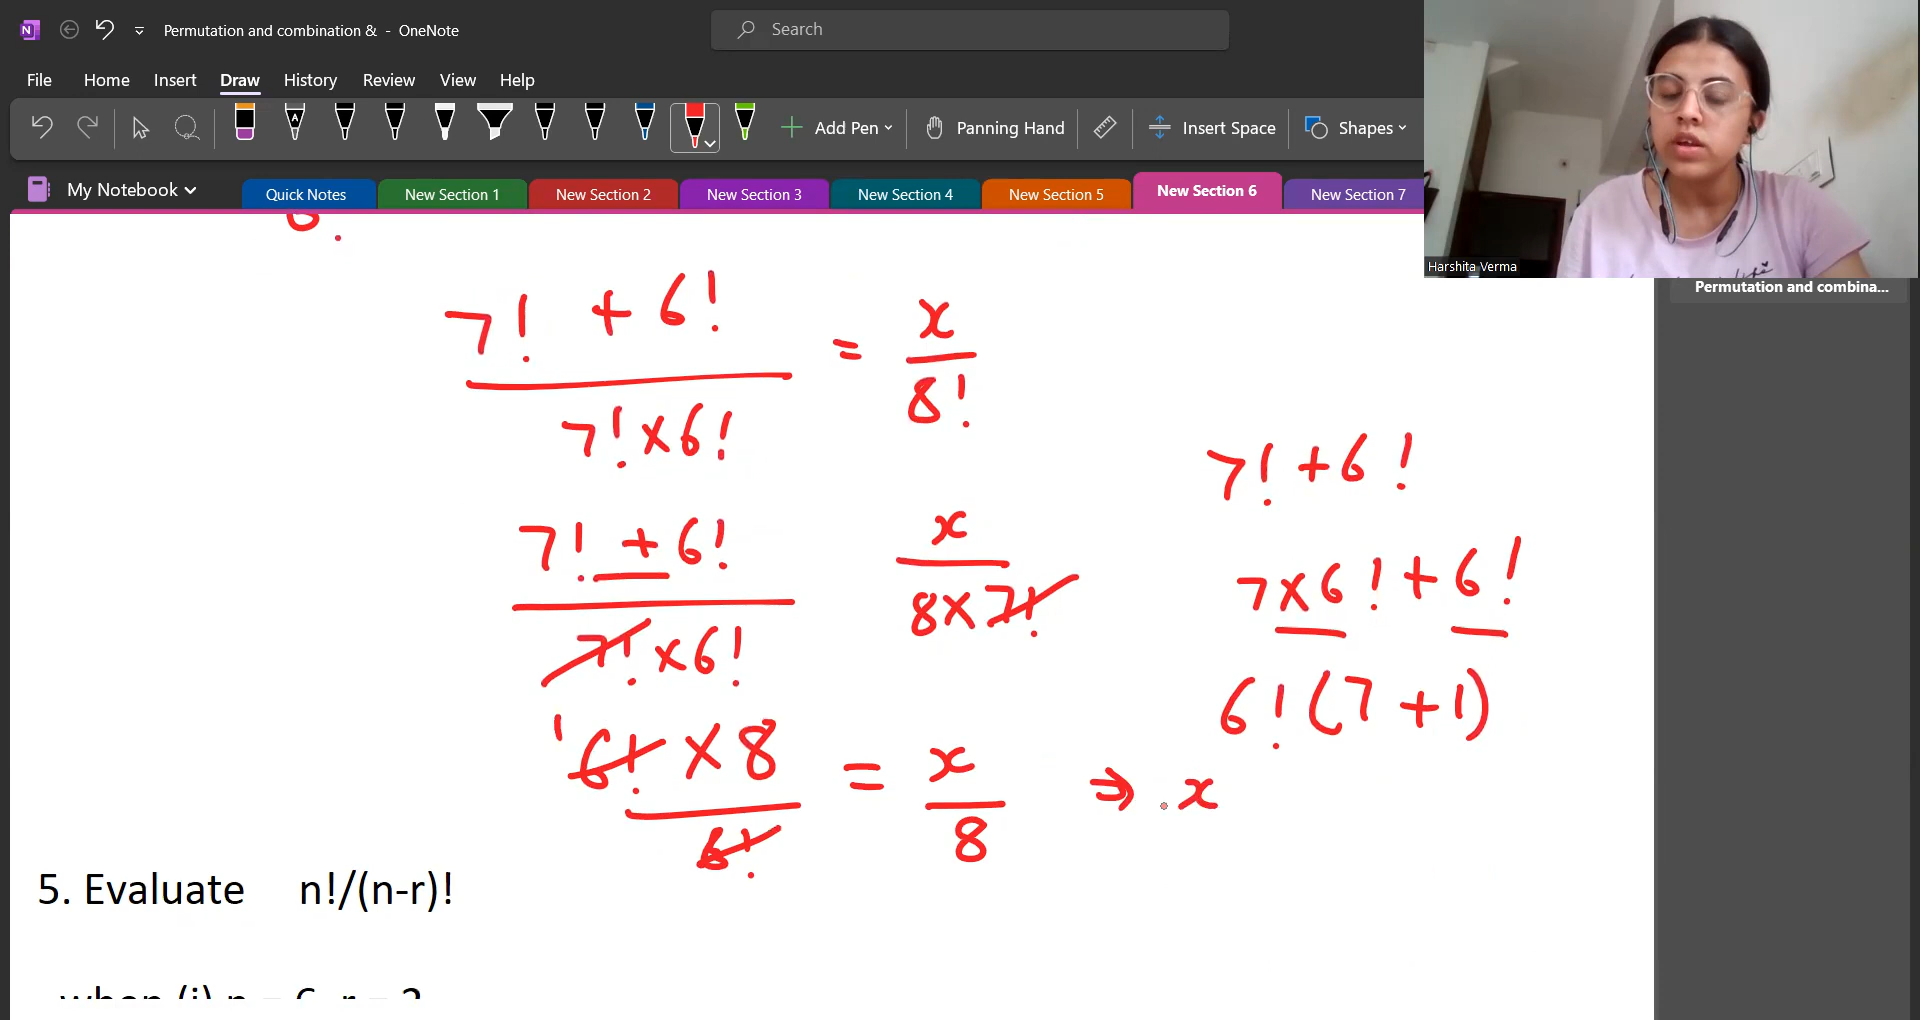 Permutation and combination & - OneNote
Search
File Home Insert Draw History Review View Help
Add Pen Panning Hand Insert Space Shapes
My Notebook Quick Notes New Section 1 New Section 2 New Section 3 New Section 4 New Section 5 New Section 6 New Section 7
Harshita Verma
Permutation and combina...
7! + 6! / 7! × 6! = x / 8!
7! + 6! / 7! × 6! x / 8 × 7!
1 6! × 8 / 6! = x / 8 ⇒ x
7! + 6!
7 × 6! + 6!
6! (7 + 1)
5. Evaluate n!/(n-r)!